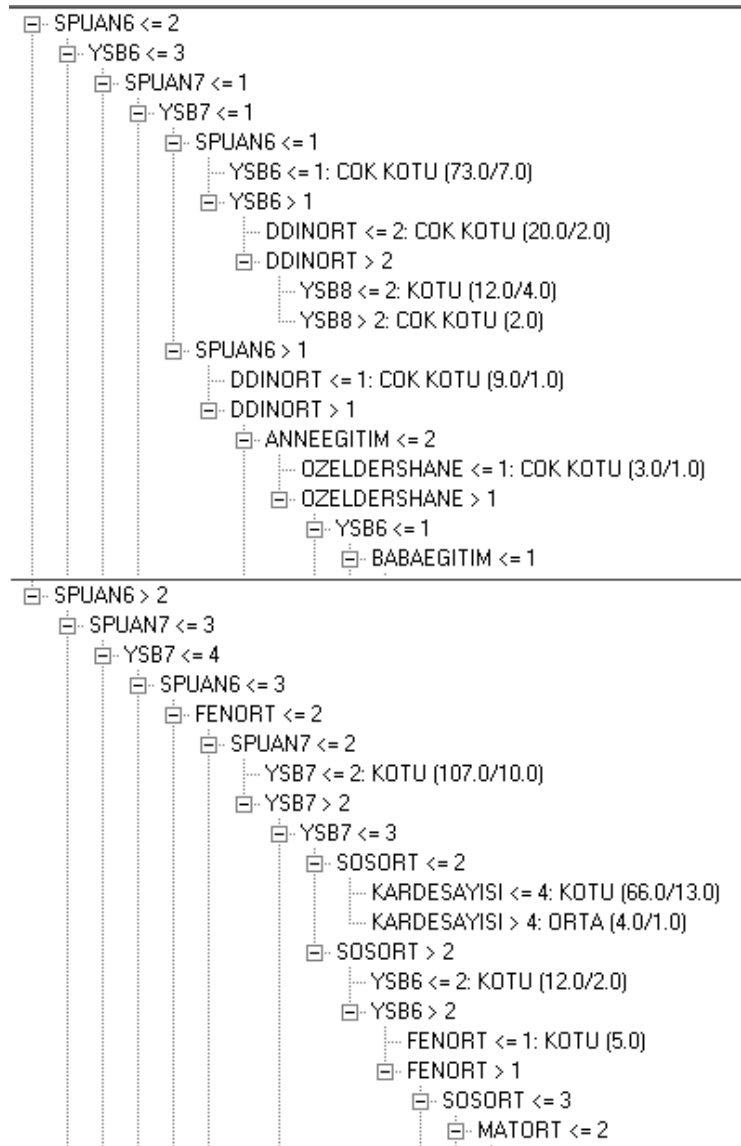 SPUAN6 <= 2
YSB6 <= 3
SPUAN7 <= 1
YSB7 <= 1
SPUAN6 <= 1
YSB6 <= 1: COK KOTU (73.0/7.0)
YSB6 > 1
DDINORT <= 2: COK KOTU (20.0/2.0)
DDINORT > 2
YSB8 <= 2: KOTU (12.0/4.0)
YSB8 > 2: COK KOTU (2.0)
SPUAN6 > 1
DDINORT <= 1: COK KOTU (9.0/1.0)
DDINORT > 1
ANNEEGITIM <= 2
OZELDERSHANE <= 1: COK KOTU (3.0/1.0)
OZELDERSHANE > 1
YSB6 <= 1
BABAEGITIM <= 1
SPUAN6 > 2
SPUAN7 <= 3
YSB7 <= 4
SPUAN6 <= 3
FENORT <= 2
SPUAN7 <= 2
YSB7 <= 2: KOTU (107.0/10.0)
YSB7 > 2
YSB7 <= 3
SOSORT <= 2
KARDESAYISI <= 4: KOTU (66.0/13.0)
KARDESAYISI > 4: ORTA (4.0/1.0)
SOSORT > 2
YSB6 <= 2: KOTU (12.0/2.0)
YSB6 > 2
FENORT <= 1: KOTU (5.0)
FENORT > 1
SOSORT <= 3
MATORT <= 2